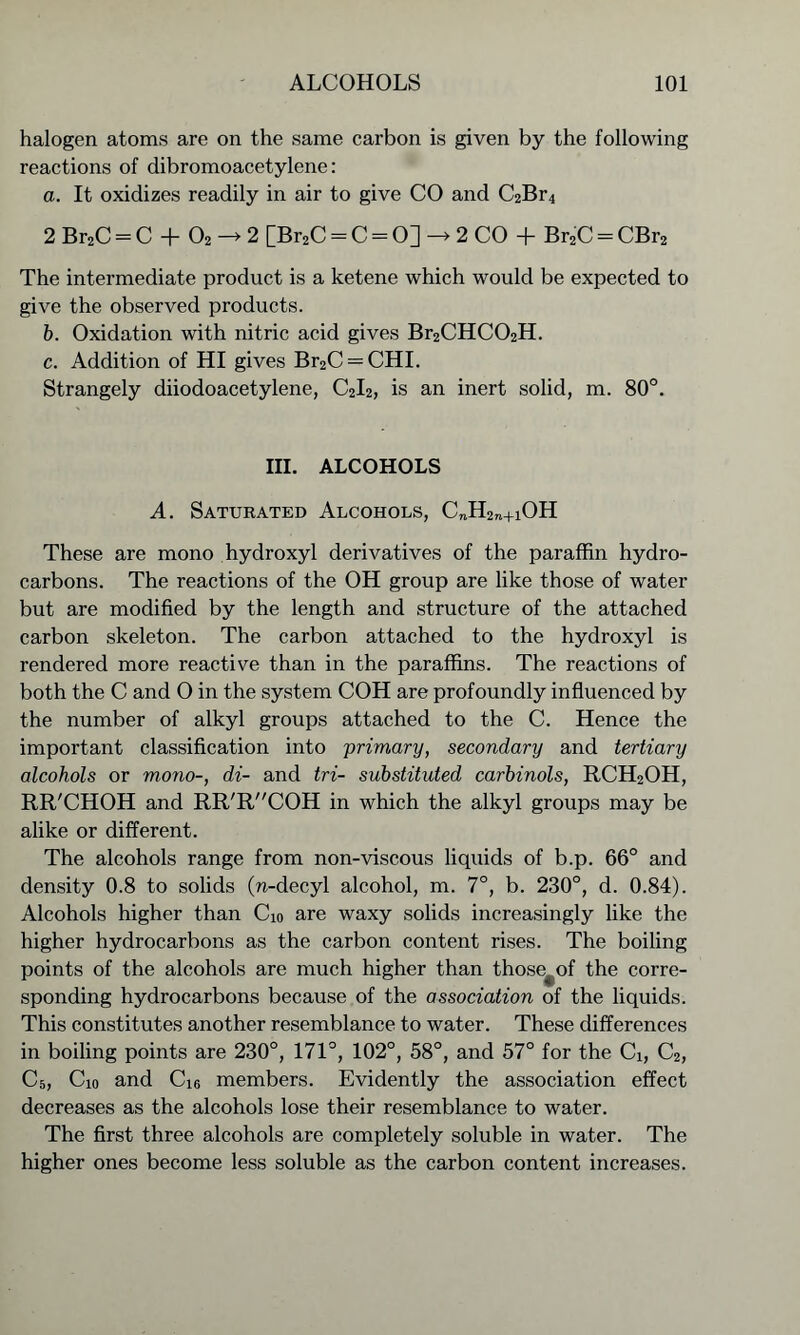 ALCOHOLS 101
halogen atoms are on the same carbon is given by the following
reactions of dibromoacetylene:
a. It oxidizes readily in air to give CO and C₂Br₄
2 Br₂C = C + O₂ → 2 [Br₂C = C = O] → 2 CO + Br₂C = CBr₂
The intermediate product is a ketene which would be expected to
give the observed products.
b. Oxidation with nitric acid gives Br₂CHCO₂H.
c. Addition of HI gives Br₂C = CHI.
Strangely diiodoacetylene, C₂I₂, is an inert solid, m. 80°.
III. ALCOHOLS
A. Saturated Alcohols, CₙH₂ₙ₊₁OH
These are mono hydroxyl derivatives of the paraffin hydro-
carbons. The reactions of the OH group are like those of water
but are modified by the length and structure of the attached
carbon skeleton. The carbon attached to the hydroxyl is
rendered more reactive than in the paraffins. The reactions of
both the C and O in the system COH are profoundly influenced by
the number of alkyl groups attached to the C. Hence the
important classification into primary, secondary and tertiary
alcohols or mono-, di- and tri- substituted carbinols, RCH₂OH,
RR′CHOH and RR′R″COH in which the alkyl groups may be
alike or different.
The alcohols range from non-viscous liquids of b.p. 66° and
density 0.8 to solids (n-decyl alcohol, m. 7°, b. 230°, d. 0.84).
Alcohols higher than C₁₀ are waxy solids increasingly like the
higher hydrocarbons as the carbon content rises. The boiling
points of the alcohols are much higher than those of the corre-
sponding hydrocarbons because of the association of the liquids.
This constitutes another resemblance to water. These differences
in boiling points are 230°, 171°, 102°, 58°, and 57° for the C₁, C₂,
C₅, C₁₀ and C₁₆ members. Evidently the association effect
decreases as the alcohols lose their resemblance to water.
The first three alcohols are completely soluble in water. The
higher ones become less soluble as the carbon content increases.